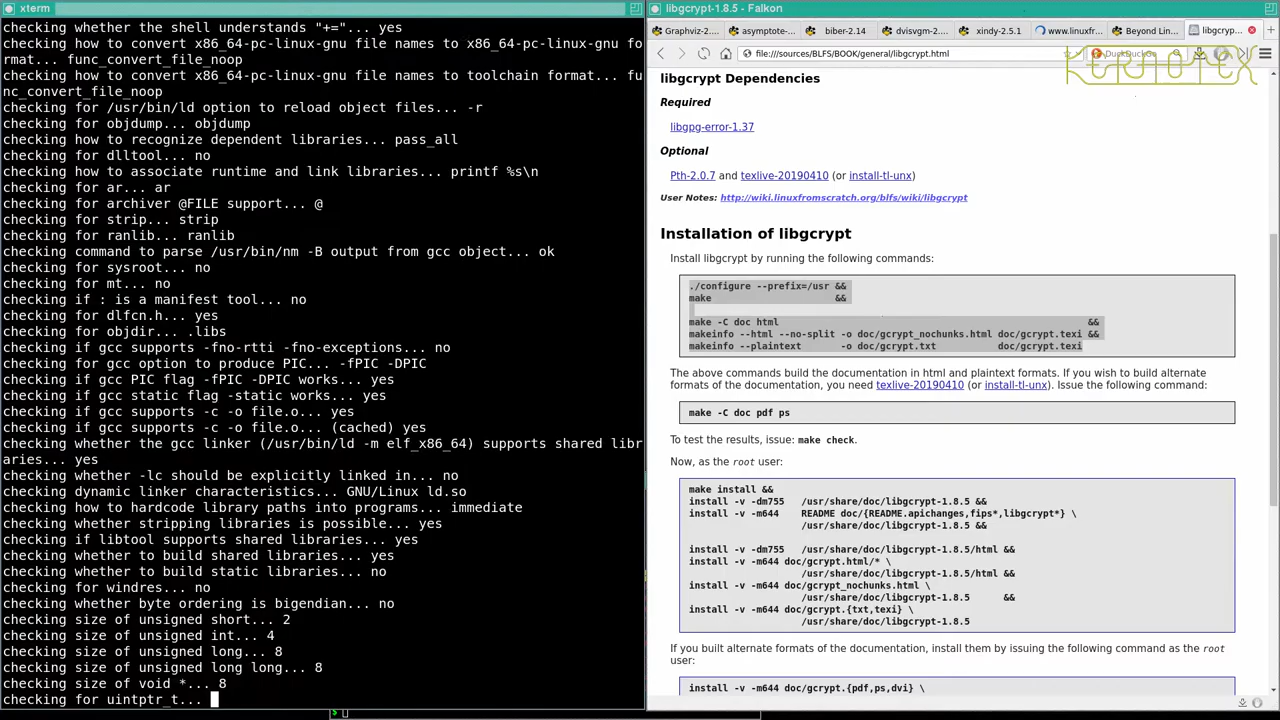 xterm
checking whether the shell understands "+="... yes
checking how to convert x86_64-pc-linux-gnu file names to x86_64-pc-linux-gnu fo
rmat... func_convert_file_noop
checking how to convert x86_64-pc-linux-gnu file names to toolchain format... fu
nc_convert_file_noop
checking for /usr/bin/ld option to reload object files... -r
checking for objdump... objdump
checking how to recognize dependent libraries... pass_all
checking for dlltool... no
checking how to associate runtime and link libraries... printf %s\n
checking for ar... ar
checking for archiver @FILE support... @
checking for strip... strip
checking for ranlib... ranlib
checking command to parse /usr/bin/nm -B output from gcc object... ok
checking for sysroot... no
checking for mt... no
checking if : is a manifest tool... no
checking for dlfcn.h... yes
checking for objdir... .libs
checking if gcc supports -fno-rtti -fno-exceptions... no
checking for gcc option to produce PIC... -fPIC -DPIC
checking if gcc PIC flag -fPIC -DPIC works... yes
checking if gcc static flag -static works... yes
checking if gcc supports -c -o file.o... yes
checking if gcc supports -c -o file.o... (cached) yes
checking whether the gcc linker (/usr/bin/ld -m elf_x86_64) supports shared libr
aries... yes
checking whether -lc should be explicitly linked in... no
checking dynamic linker characteristics... GNU/Linux ld.so
checking how to hardcode library paths into programs... immediate
checking whether stripping libraries is possible... yes
checking if libtool supports shared libraries... yes
checking whether to build shared libraries... yes
checking whether to build static libraries... no
checking for windres... no
checking whether byte ordering is bigendian... no
checking size of unsigned short... 2
checking size of unsigned int... 4
checking size of unsigned long... 8
checking size of unsigned long long... 8
checking size of void *... 8
checking for uintptr_t...
$
libgcrypt-1.8.5 - Falkon
Graphviz-2.... asymptote-... biber-2.14 dvisvgm-2.... xindy-2.5.1 www.linuxfr... Beyond Lin... libgcryp...
file:///sources/BLFS/BOOK/general/libgcrypt.html DuckDuckGo
KERNOTEX
libgcrypt Dependencies
Required
libgpg-error-1.37
Optional
Pth-2.0.7 and texlive-20190410 (or install-tl-unx)
User Notes: http://wiki.linuxfromscratch.org/blfs/wiki/libgcrypt
Installation of libgcrypt
Install libgcrypt by running the following commands:
./configure --prefix=/usr &&
make &&
make -C doc html &&
makeinfo --html --no-split -o doc/gcrypt_nochunks.html doc/gcrypt.texi &&
makeinfo --plaintext -o doc/gcrypt.txt doc/gcrypt.texi
The above commands build the documentation in html and plaintext formats. If you wish to build alternate
formats of the documentation, you need texlive-20190410 (or install-tl-unx). Issue the following command:
make -C doc pdf ps
To test the results, issue: make check.
Now, as the root user:
make install &&
install -v -dm755 /usr/share/doc/libgcrypt-1.8.5 &&
install -v -m644 README doc/{README.apichanges,fips*,libgcrypt*} \
/usr/share/doc/libgcrypt-1.8.5 &&
install -v -dm755 /usr/share/doc/libgcrypt-1.8.5/html &&
install -v -m644 doc/gcrypt.html/* \
/usr/share/doc/libgcrypt-1.8.5/html &&
install -v -m644 doc/gcrypt_nochunks.html \
/usr/share/doc/libgcrypt-1.8.5 &&
install -v -m644 doc/gcrypt.{txt,texi} \
/usr/share/doc/libgcrypt-1.8.5
If you built alternate formats of the documentation, install them by issuing the following command as the root
user:
install -v -m644 doc/gcrypt.{pdf,ps,dvi} \